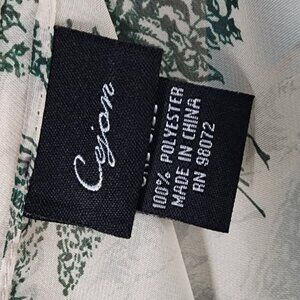 Cejon
100% POLYESTER
MADE IN CHINA
RN 98072